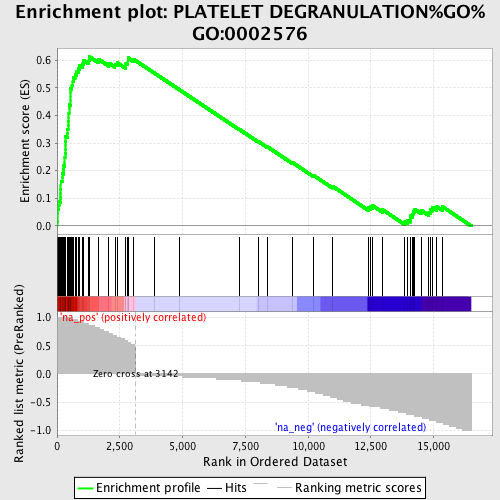 Enrichment plot: PLATELET DEGRANULATION%GO%
GO:0002576
Enrichment score (ES)
0.6
0.5
0.4
0.3
0.2
0.1
0.0
Ranked list metric (PreRanked)
1.0
0.5
0.0
-0.5
-1.0
'na_pos' (positively correlated)
Zero cross at 3142
'na_neg' (negatively correlated)
0
2,500
5,000
7,500
10,000
12,500
15,000
Rank in Ordered Dataset
Enrichment profile
Hits
Ranking metric scores